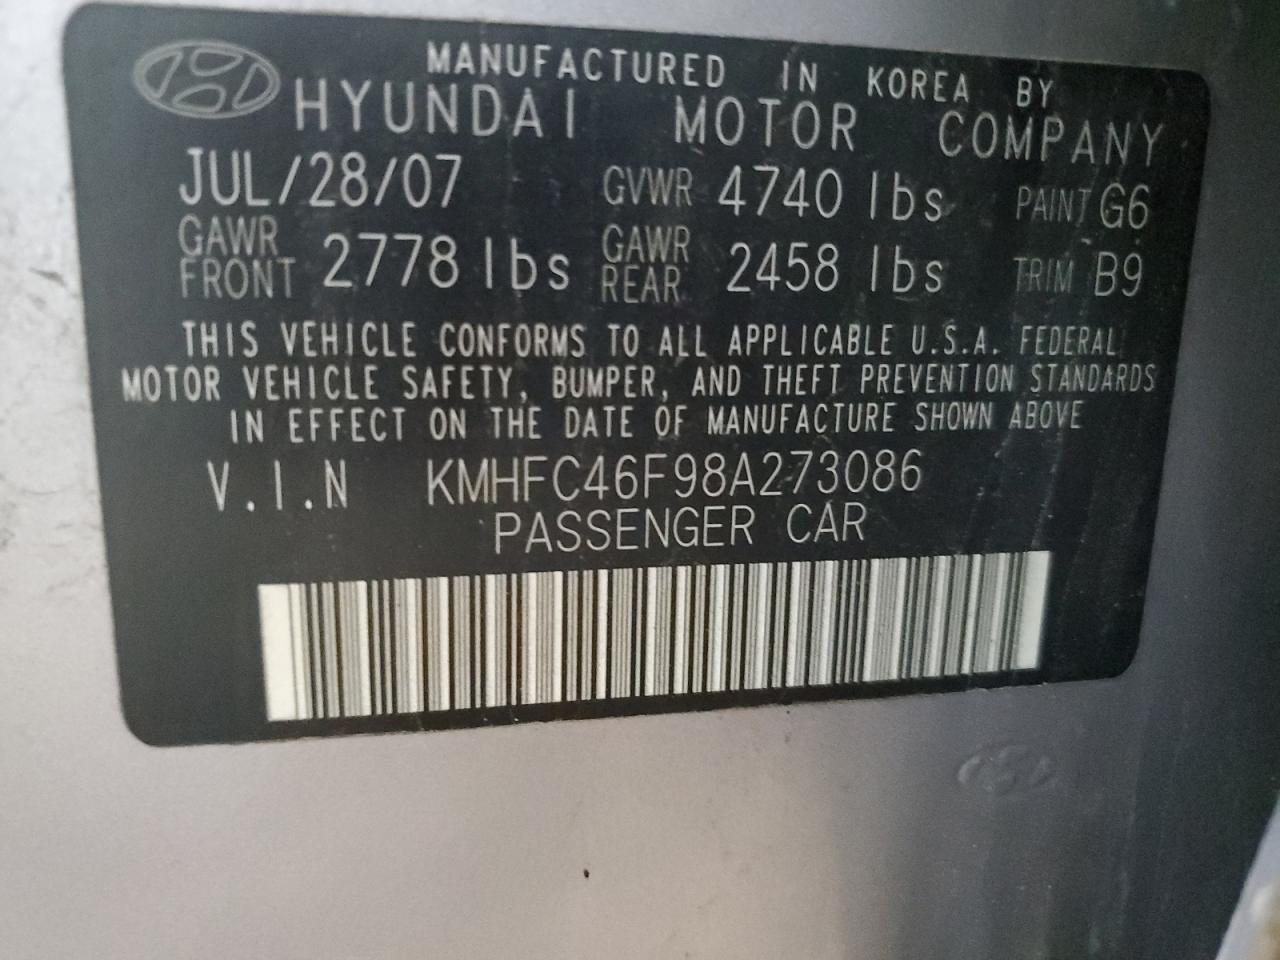 MANUFACTURED IN KOREA BY
HYUNDAI MOTOR COMPANY
JUL/28/07 GVWR 4740 lbs PAINT G6
GAWR FRONT 2778 lbs GAWR REAR 2458 lbs TRIM B9
THIS VEHICLE CONFORMS TO ALL APPLICABLE U.S.A. FEDERAL
MOTOR VEHICLE SAFETY, BUMPER, AND THEFT PREVENTION STANDARDS
IN EFFECT ON THE DATE OF MANUFACTURE SHOWN ABOVE
V.I.N KMHFC46F98A273086
PASSENGER CAR